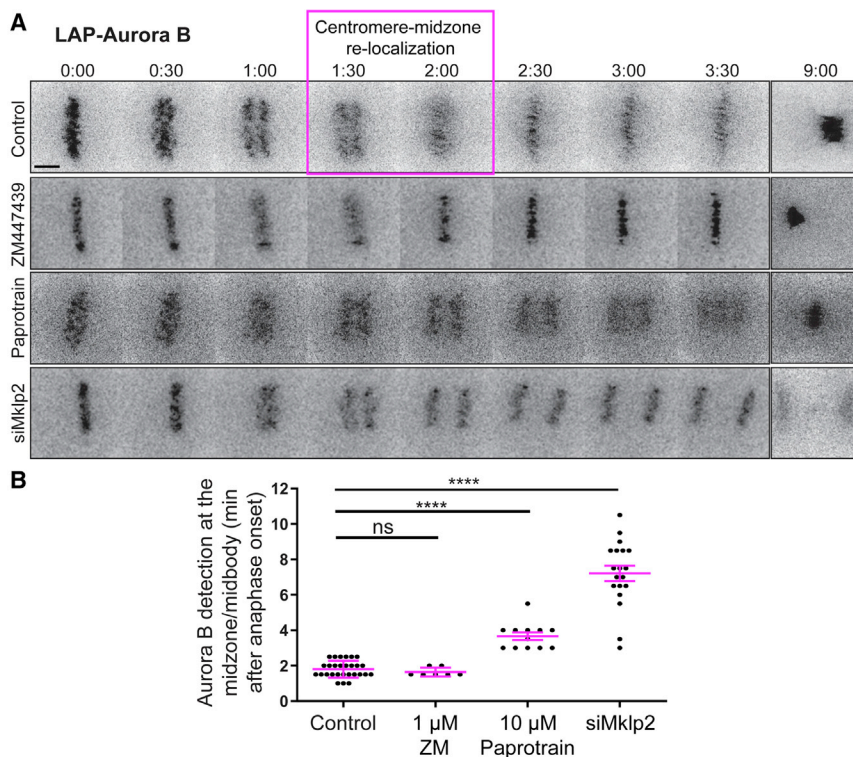 A
LAP-Aurora B
Centromere-midzone
re-localization
0:00 0:30 1:00 1:30 2:00 2:30 3:00 3:30 9:00
Control
ZM447439
Paprotrain
siMklp2
B
Aurora B detection at the
midzone/midbody (min
after anaphase onset)
12
10
8
6
4
2
0
****
****
ns
Control 1 µM 10 µM siMklp2
ZM Paprotrain